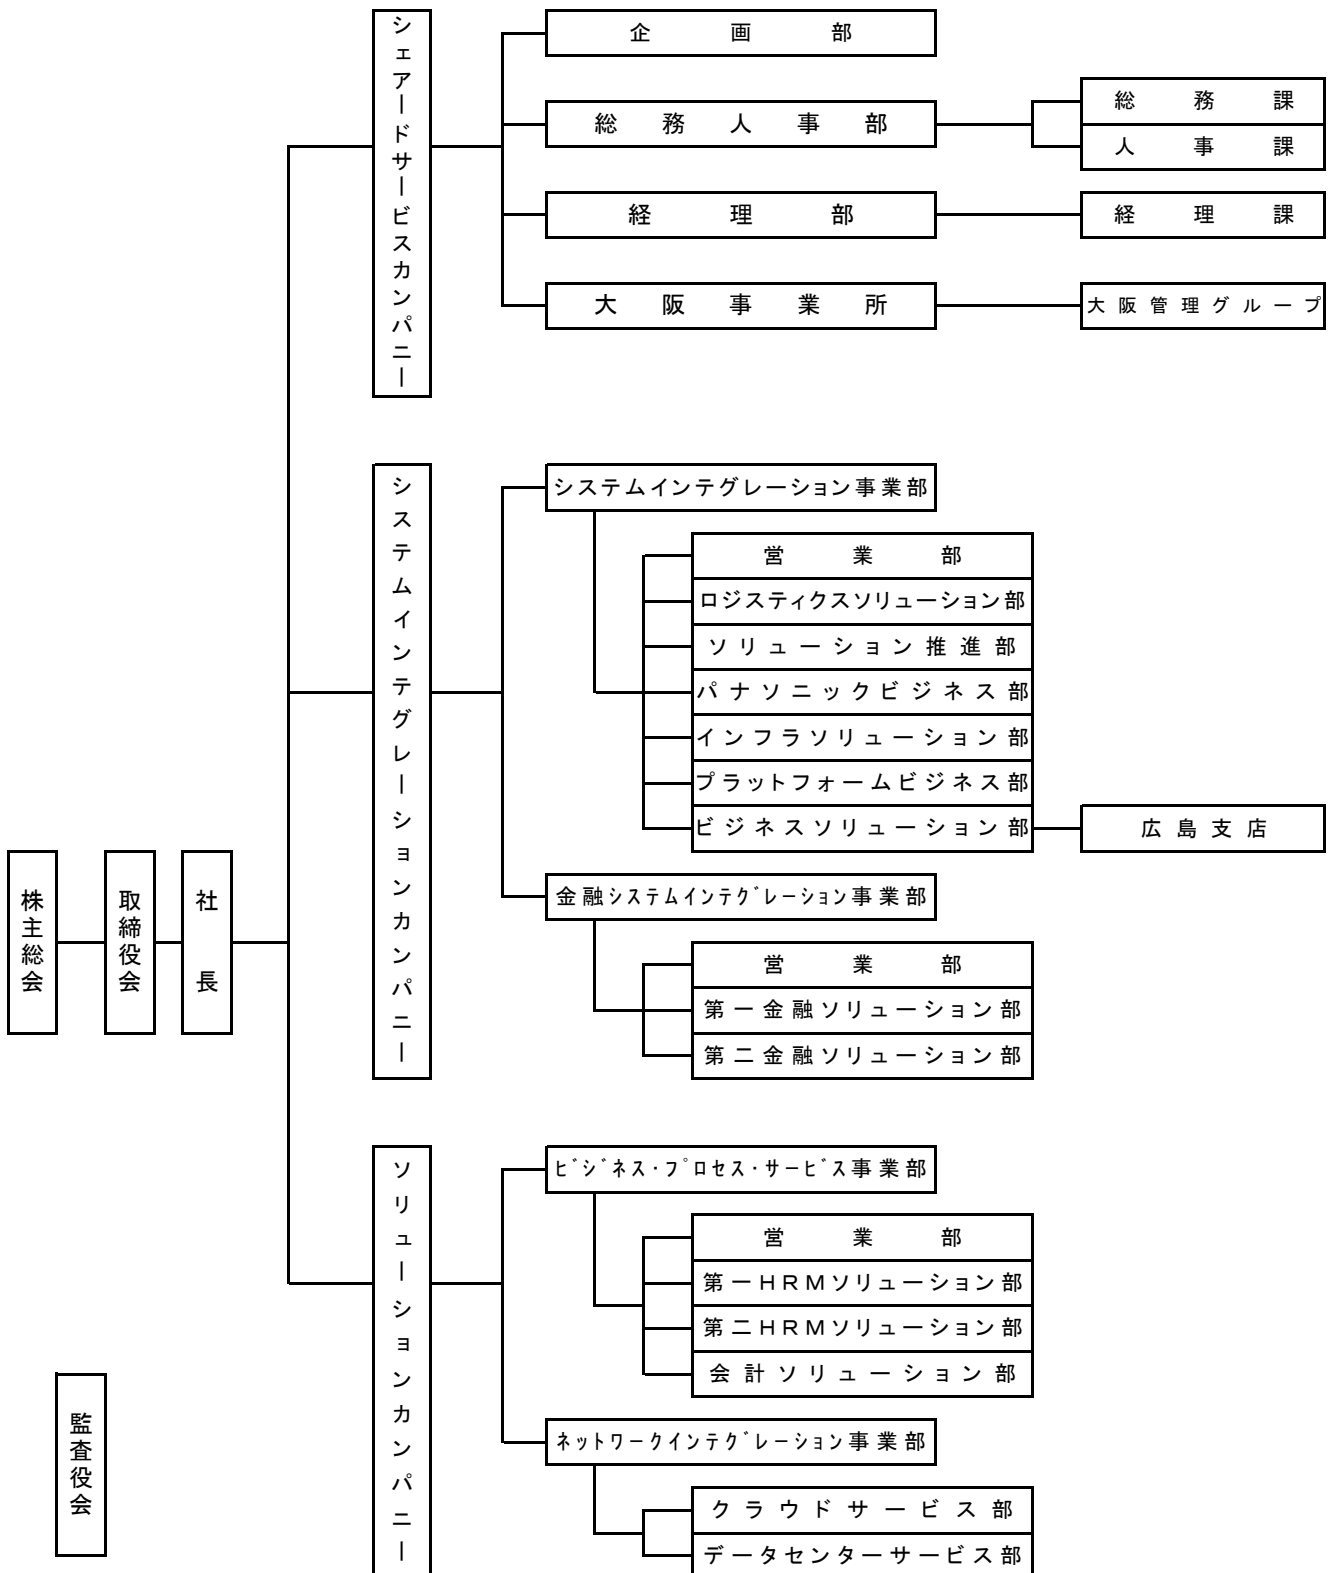 株主総会
取締役会
社長
監査役会
シェアードサービスカンパニー
企画部
総務人事部
総務課
人事課
経理部
経理課
大阪事業所
大阪管理グループ
システムインテグレーションカンパニー
システムインテグレーション事業部
営業部
ロジスティクスソリューション部
ソリューション推進部
パナソニックビジネス部
インフラソリューション部
プラットフォームビジネス部
ビジネスソリューション部
広島支店
金融システムインテグレーション事業部
営業部
第一金融ソリューション部
第二金融ソリューション部
ソリューションカンパニー
ビジネス・プロセス・サービス事業部
営業部
第一HRMソリューション部
第二HRMソリューション部
会計ソリューション部
ネットワークインテグレーション事業部
クラウドサービス部
データセンターサービス部